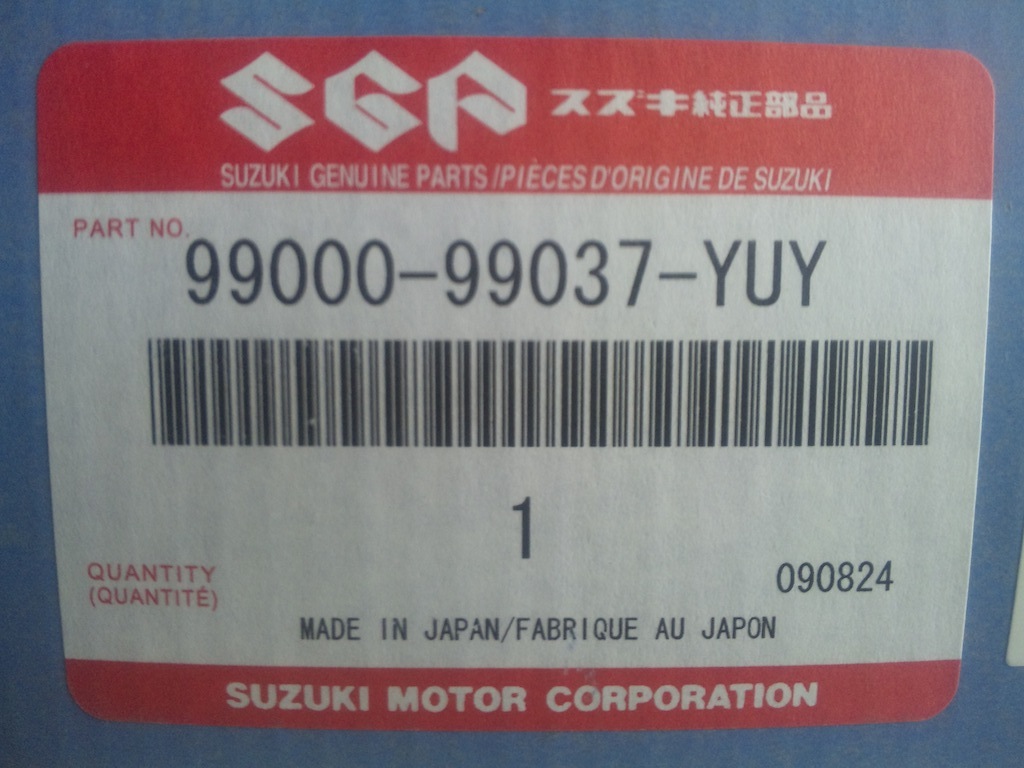 SGP スズキ純正部品
SUZUKI GENUINE PARTS/PIÈCES D'ORIGINE DE SUZUKI
PART NO.
99000-99037-YUY
1
QUANTITY
(QUANTITÉ)
090824
MADE IN JAPAN/FABRIQUE AU JAPON
SUZUKI MOTOR CORPORATION